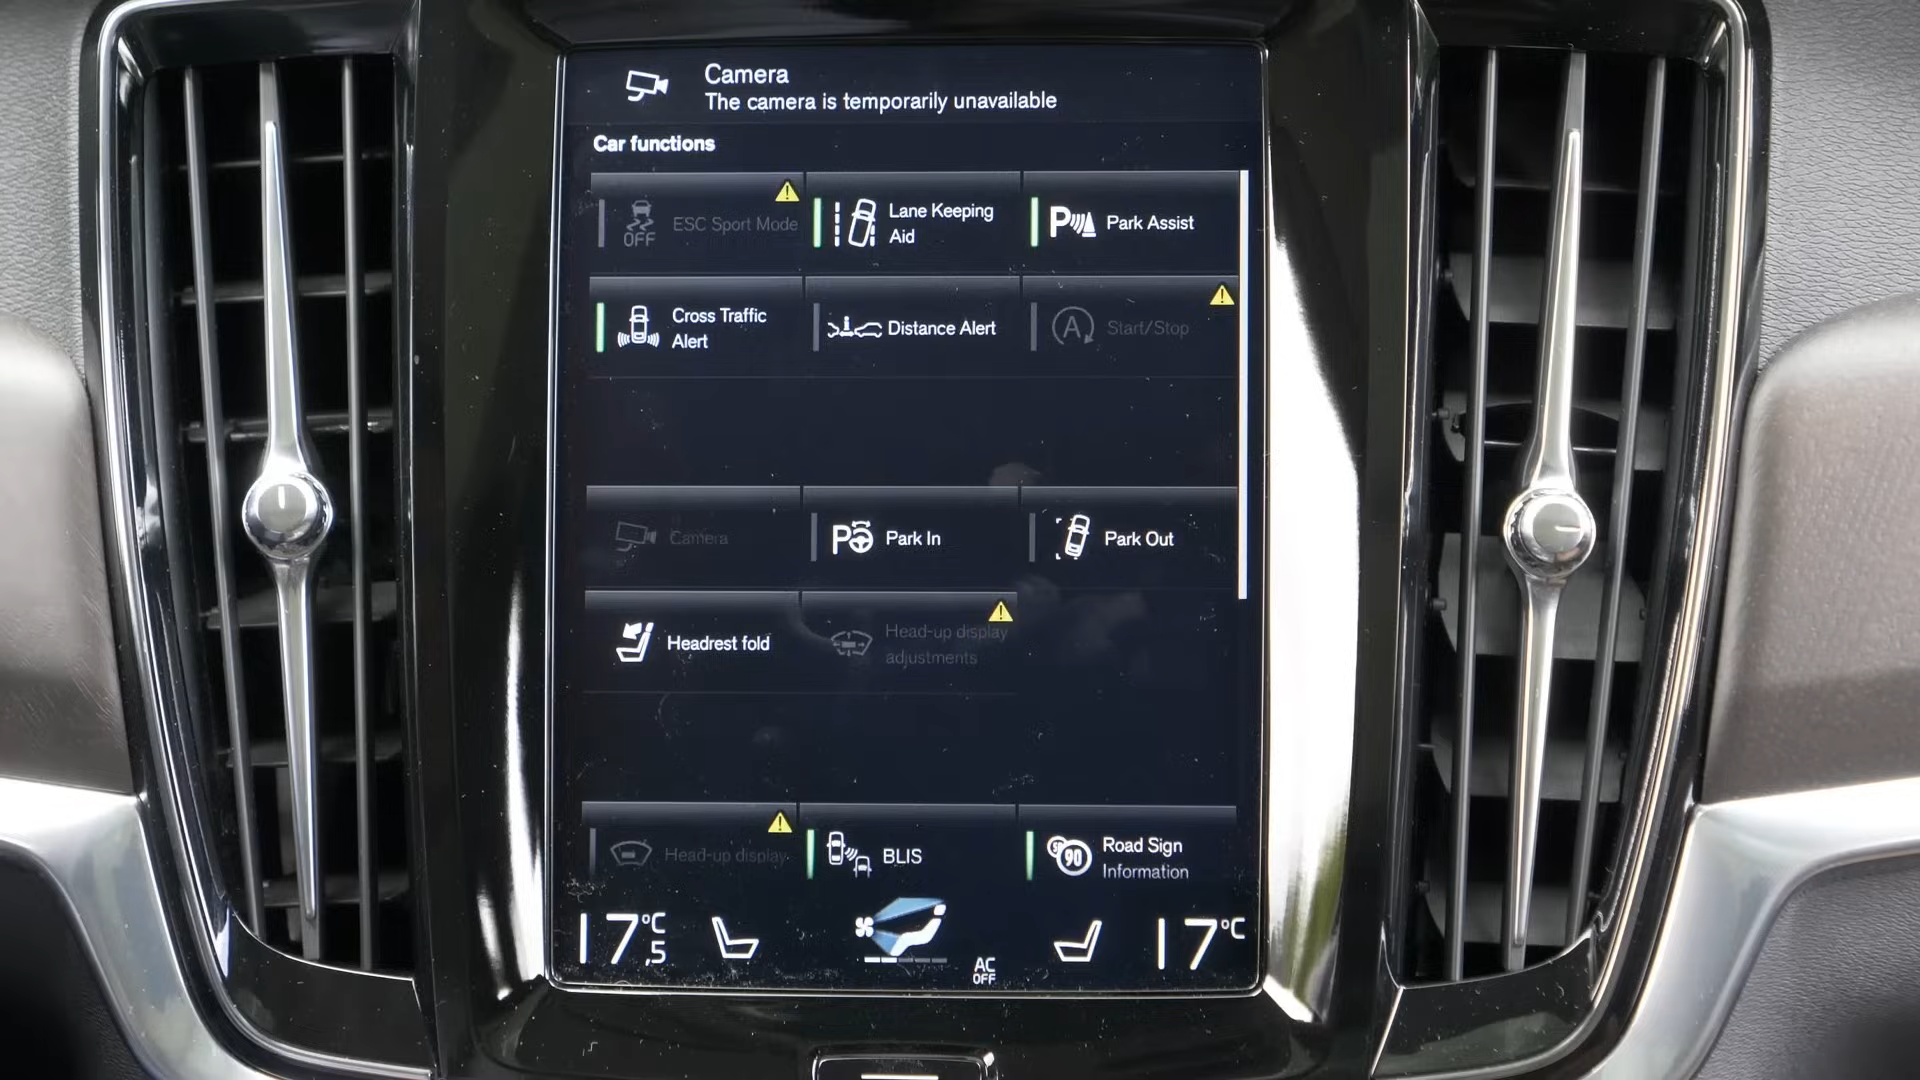 Camera
The camera is temporarily unavailable
Car functions
OFF
ESC Sport Mode
Lane Keeping
Aid
P
Park Assist
Cross Traffic
Alert
Distance Alert
A
Start/Stop
Camera
P
Park In
Park Out
Headrest fold
Head-up display
adjustments
Head-up display
BLIS
90
Road Sign
Information
17,5 °C
AC
OFF
17 °C